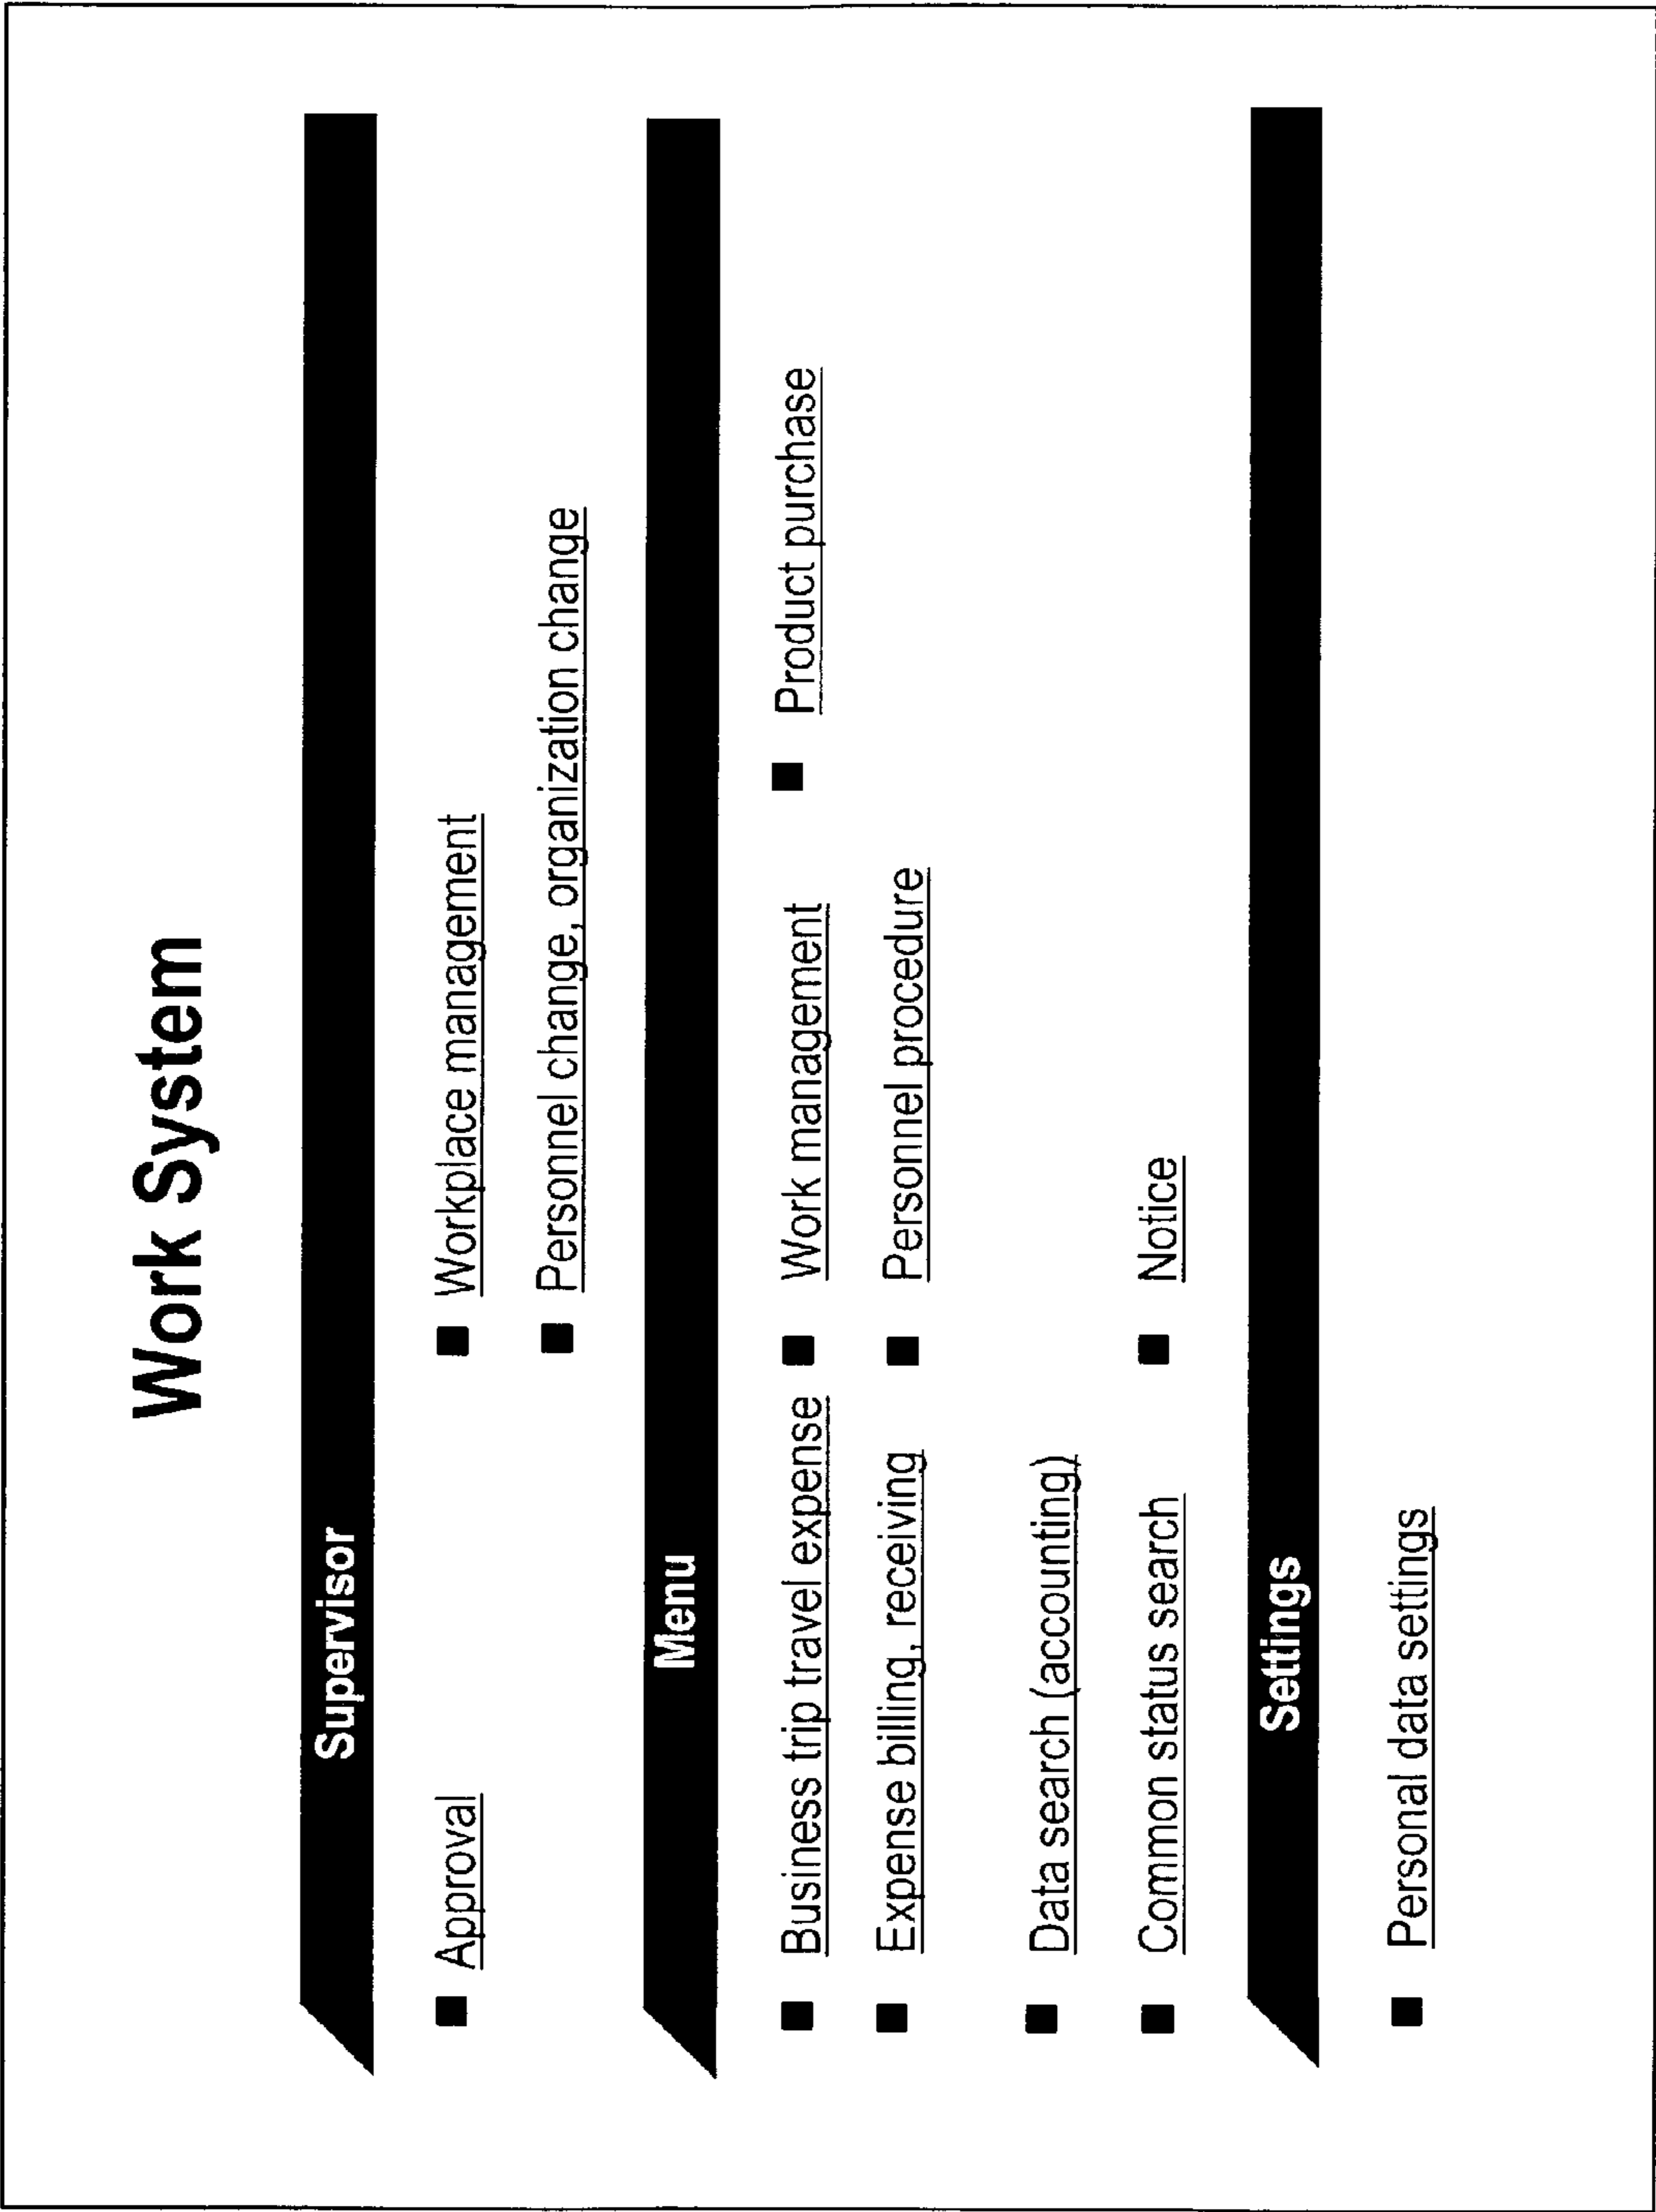 Work System
Supervisor
Approval
Workplace management
Personnel change, organization change
Menu
Business trip travel expense
Work management
Product purchase
Expense billing, receiving
Personnel procedure
Data search (accounting)
Common status search
Notice
Settings
Personal data settings